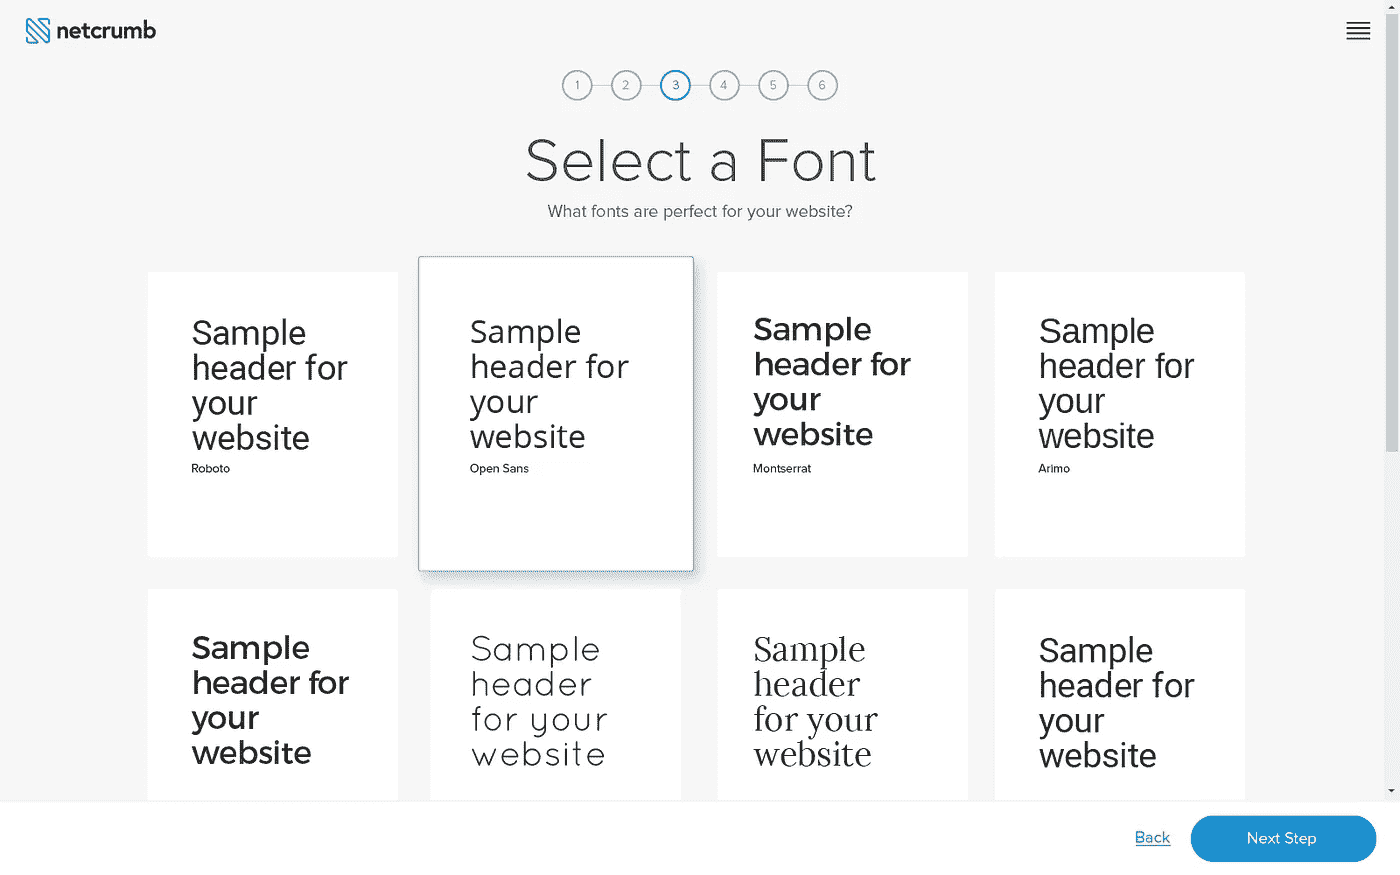 netcrumb
1 2 3 4 5 6
Select a Font
What fonts are perfect for your website?
Sample
header for
your
website
Roboto
Sample
header for
your
website
Open Sans
Sample
header for
your
website
Montserrat
Sample
header for
your
website
Arimo
Sample
header for
your
website
Sample
header
for your
website
Sample
header
for your
website
Sample
header for
your
website
Back
Next Step